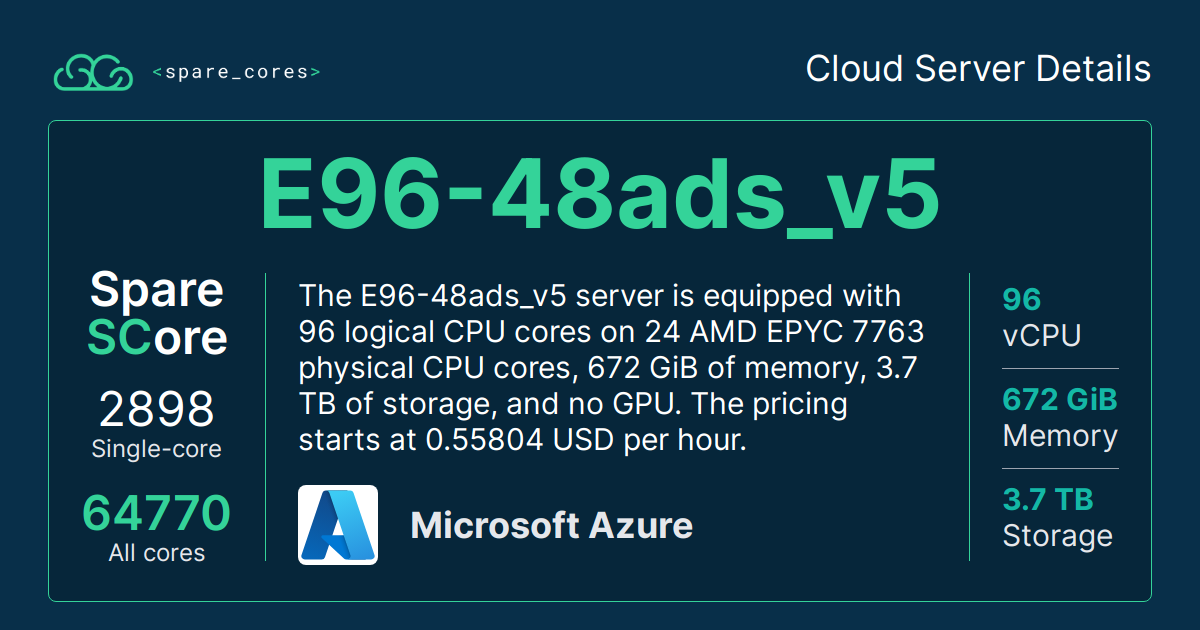 <spare_cores>
Cloud Server Details
E96-48ads_v5
Spare
SCore
2898
Single-core
64770
All cores
The E96-48ads_v5 server is equipped with
96 logical CPU cores on 24 AMD EPYC 7763
physical CPU cores, 672 GiB of memory, 3.7
TB of storage, and no GPU. The pricing
starts at 0.55804 USD per hour.
Microsoft Azure
96
vCPU
672 GiB
Memory
3.7 TB
Storage